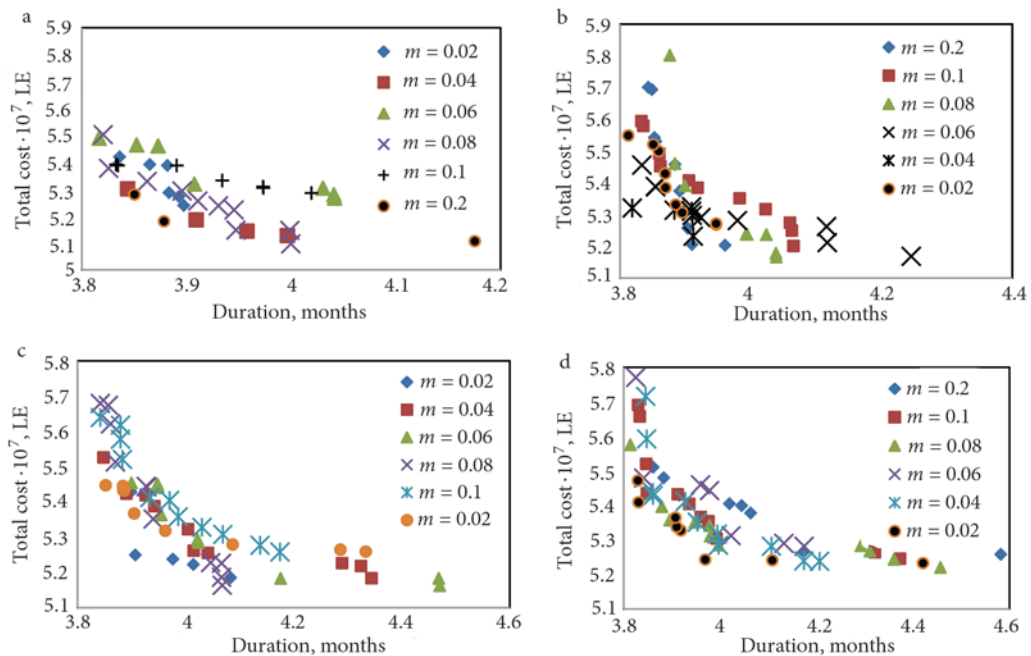 a
5.9
5.8
5.7
5.6
5.5
5.4
5.3
5.2
5.1
5
Total cost ·10⁷, LE
3.8 3.9 4 4.1 4.2
Duration, months
m = 0.02
m = 0.04
m = 0.06
m = 0.08
m = 0.1
m = 0.2
b
5.9
5.8
5.7
5.6
5.5
5.4
5.3
5.2
5.1
Total cost ·10⁷, LE
3.8 4 4.2 4.4
Duration, months
m = 0.2
m = 0.1
m = 0.08
m = 0.06
m = 0.04
m = 0.02
c
5.8
5.7
5.6
5.5
5.4
5.3
5.2
5.1
Total cost ·10⁷, LE
3.8 4 4.2 4.4 4.6
Duration, months
m = 0.02
m = 0.04
m = 0.06
m = 0.08
m = 0.1
m = 0.02
d
5.8
5.7
5.6
5.5
5.4
5.3
5.2
5.1
Total cost ·10⁷, LE
3.8 4 4.2 4.4 4.6
Duration, months
m = 0.2
m = 0.1
m = 0.08
m = 0.06
m = 0.04
m = 0.02